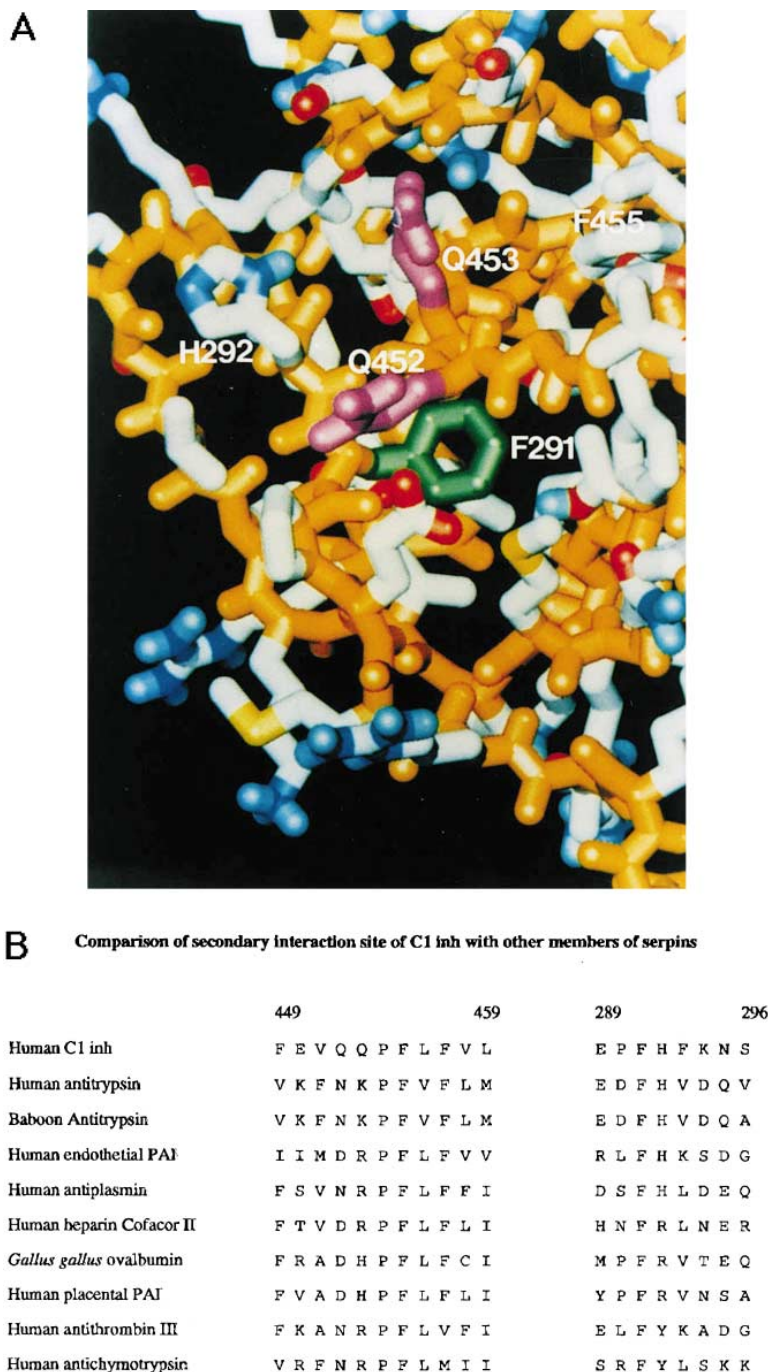 A
F455
Q453
H292
Q452
F291
B
Comparison of secondary interaction site of C1 inh with other members of serpins
449 459 289 296
Human C1 inh F E V Q Q P F L F V L E P F H F K N S
Human antitrypsin V K F N K P F V F L M E D F H V D Q V
Baboon Antitrypsin V K F N K P F V F L M E D F H V D Q A
Human endothetial PAI I I M D R P F L F V V R L F H K S D G
Human antiplasmin F S V N R P F L F F I D S F H L D E Q
Human heparin Cofacor II F T V D R P F L F L I H N F R L N E R
Gallus gallus ovalbumin F R A D H P F L F C I M P F R V T E Q
Human placental PAI F V A D H P F L F L I Y P F R V N S A
Human antithrombin III F K A N R P F L V F I E L F Y K A D G
Human antichymotrypsin V R F N R P F L M I I S R F Y L S K K